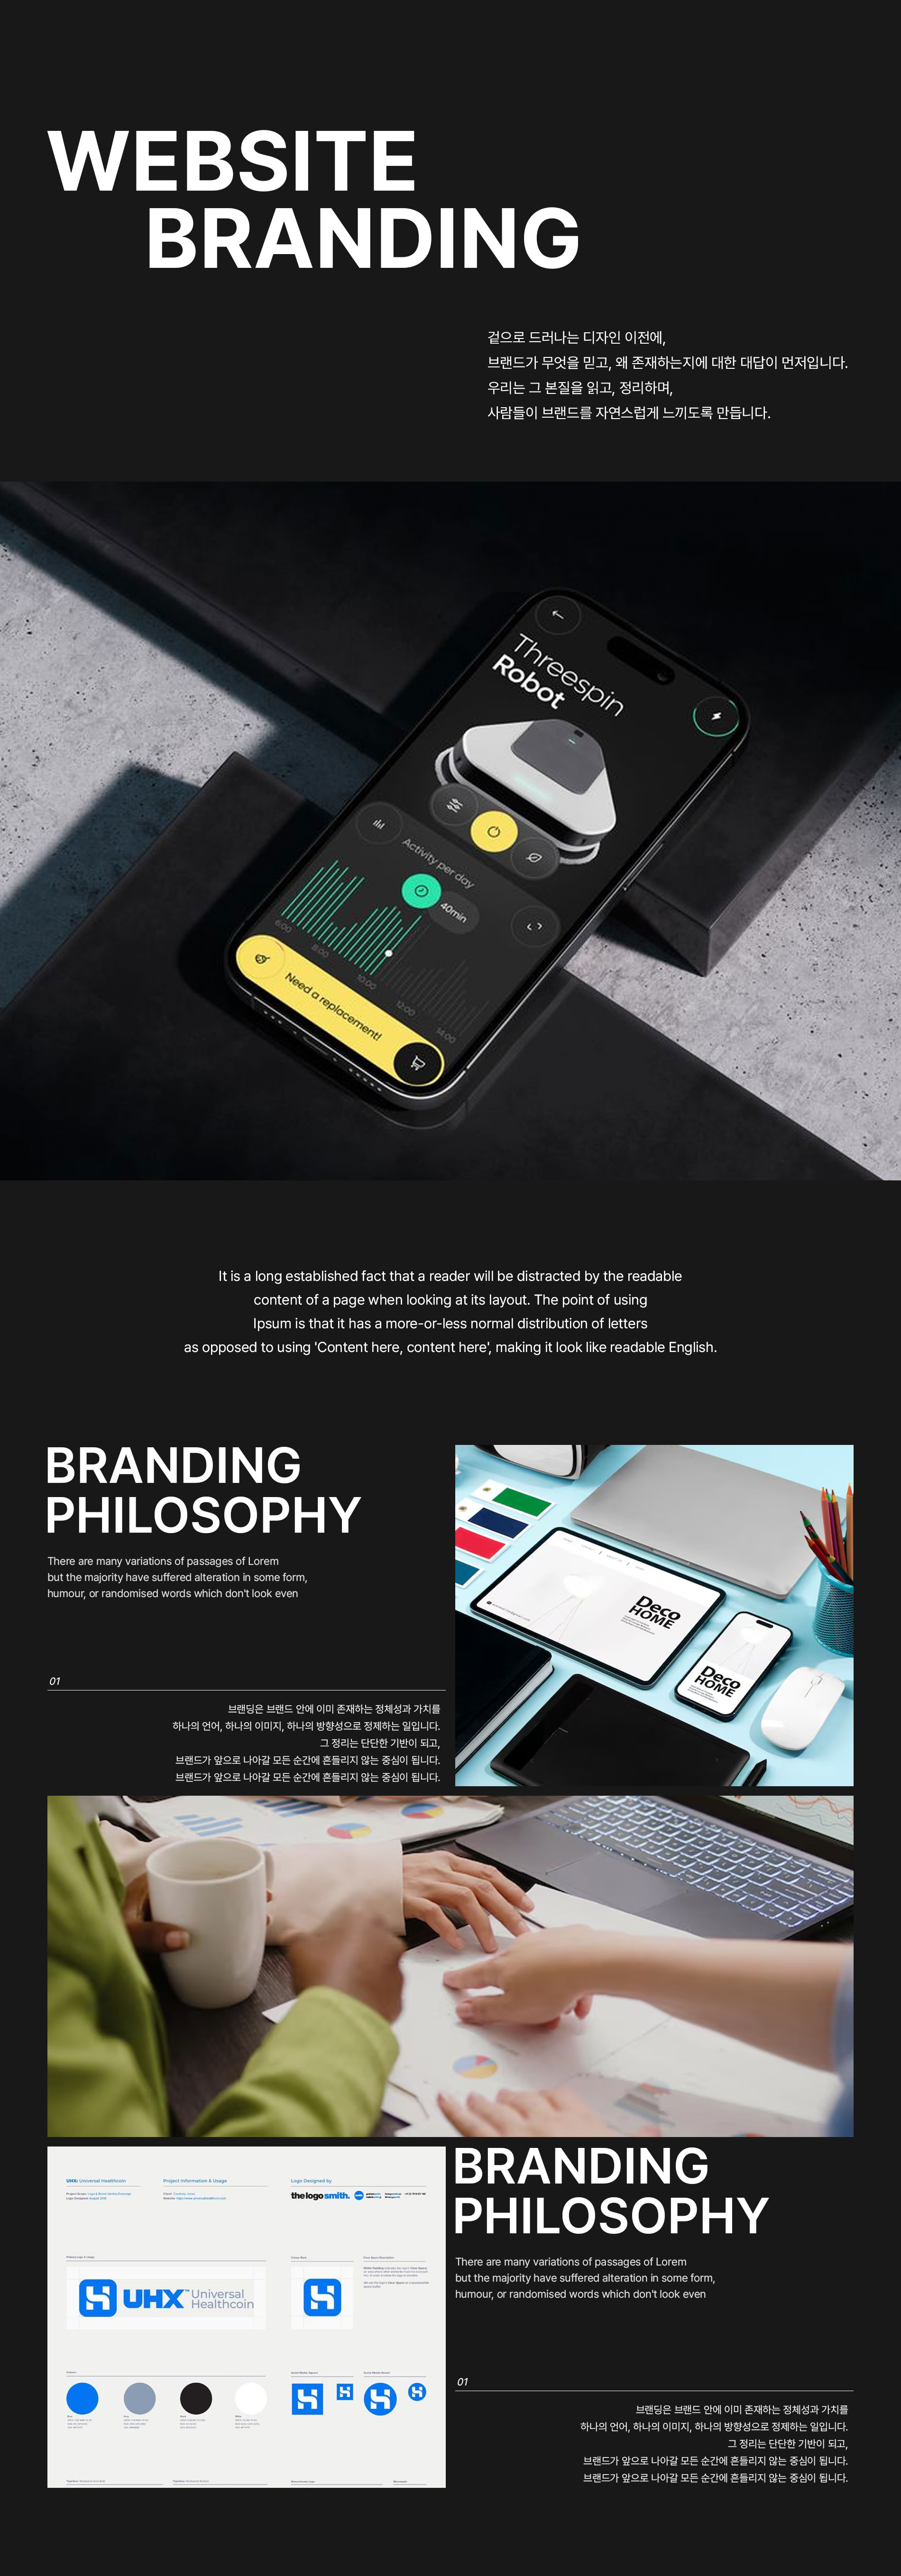 WEBSITE
BRANDING
겉으로 드러나는 디자인 이전에,
브랜드가 무엇을 믿고, 왜 존재하는지에 대한 대답이 먼저입니다.
우리는 그 본질을 읽고, 정리하며,
사람들이 브랜드를 자연스럽게 느끼도록 만듭니다.
Threespin
Robot
Activity per day
40min
6:00
8:00
10:00
12:00
14:00
Need a replacement!
It is a long established fact that a reader will be distracted by the readable
content of a page when looking at its layout. The point of using
Ipsum is that it has a more-or-less normal distribution of letters
as opposed to using 'Content here, content here', making it look like readable English.
BRANDING
PHILOSOPHY
There are many variations of passages of Lorem
but the majority have suffered alteration in some form,
humour, or randomised words which don't look even
01
브랜딩은 브랜드 안에 이미 존재하는 정체성과 가치를
하나의 언어, 하나의 이미지, 하나의 방향성으로 정제하는 일입니다.
그 정리는 단단한 기반이 되고,
브랜드가 앞으로 나아갈 모든 순간에 흔들리지 않는 중심이 됩니다.
브랜드가 앞으로 나아갈 모든 순간에 흔들리지 않는 중심이 됩니다.
Deco
HOME
Deco
HOME
UHX: Universal Healthcoin
Project Information & Usage
Logo Designed by
thelogosmith.
UHX™ Universal
Healthcoin
BRANDING
PHILOSOPHY
There are many variations of passages of Lorem
but the majority have suffered alteration in some form,
humour, or randomised words which don't look even
01
브랜딩은 브랜드 안에 이미 존재하는 정체성과 가치를
하나의 언어, 하나의 이미지, 하나의 방향성으로 정제하는 일입니다.
그 정리는 단단한 기반이 되고,
브랜드가 앞으로 나아갈 모든 순간에 흔들리지 않는 중심이 됩니다.
브랜드가 앞으로 나아갈 모든 순간에 흔들리지 않는 중심이 됩니다.